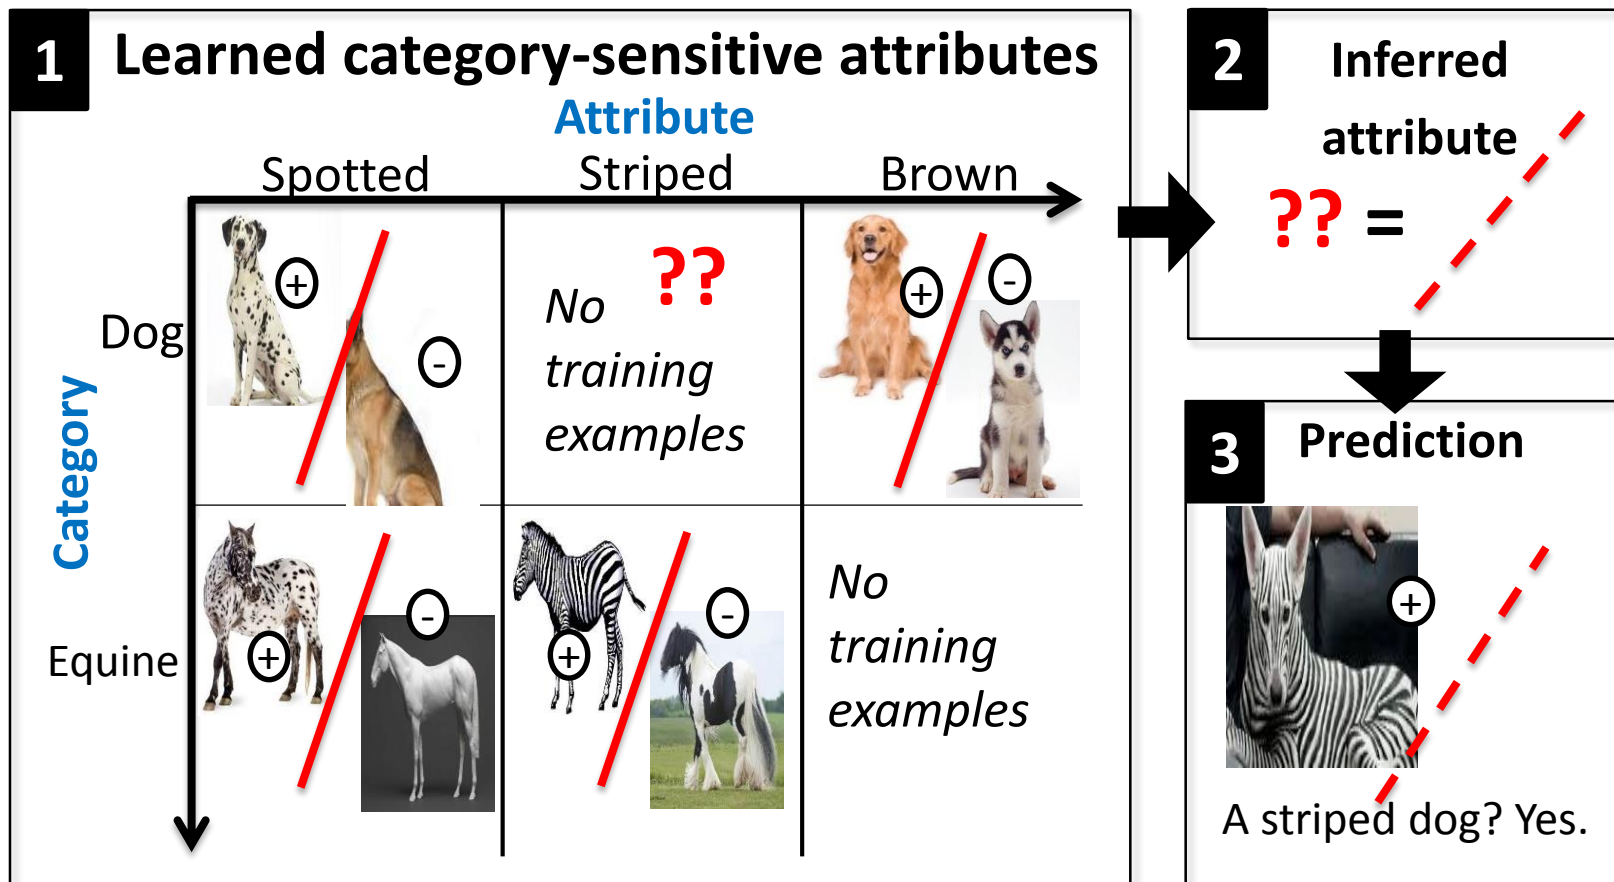 1
Learned category-sensitive attributes
Attribute
Spotted
Striped
Brown
Category
Dog
+
-
??
No
training
examples
+
-
Equine
+
-
+
-
No
training
examples
2
Inferred
attribute
?? =
3
Prediction
+
A striped dog? Yes.